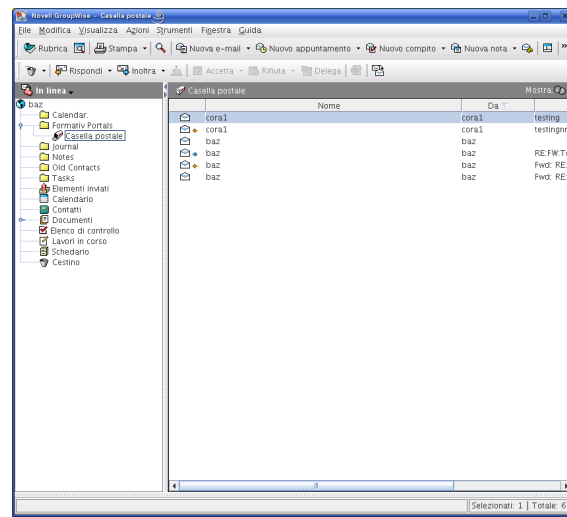 Novell GroupWise - Casella postale
File Modifica Visualizza Azioni Strumenti Finestra Guida
Rubrica Stampa Nuova e-mail Nuovo appuntamento Nuovo compito Nuova nota »
Rispondi Inoltra Accetta Rifiuta Delega
In linea Casella postale Mostra:
baz
Calendar.
Formativ Portals
Casella postale
Journal
Notes
Old Contacts
Tasks
Elementi inviati
Calendario
Contatti
Documenti
Elenco di controllo
Lavori in corso
Schedario
Cestino
Nome Da
cora1 cora1 testing
cora1 cora1 testingnr
baz baz
baz baz RE:FW:Te
baz baz Fwd: RE:
baz baz Fwd: RE:
Selezionati: 1 Totale: 6